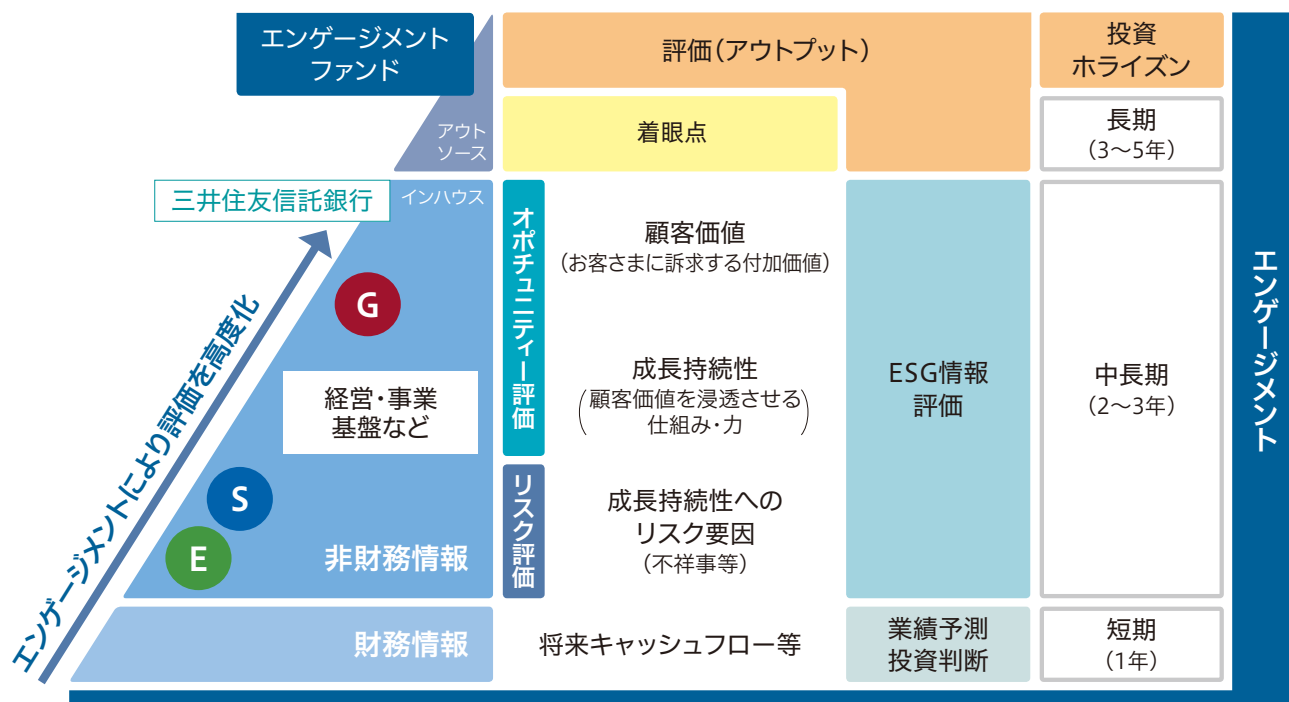 エンゲージメント
ファンド
評価（アウトプット）
投資
ホライズン
アウト
ソース
着眼点
長期
（3～5年）
三井住友信託銀行
インハウス
エンゲージメントにより評価を高度化
G
経営・事業
基盤など
S
E
非財務情報
オポチュニティー評価
顧客価値
（お客さまに訴求する付加価値）
成長持続性
（顧客価値を浸透させる
仕組み・力）
リスク評価
成長持続性への
リスク要因
（不祥事等）
ESG情報
評価
中長期
（2～3年）
エンゲージメント
財務情報
将来キャッシュフロー等
業績予測
投資判断
短期
（1年）